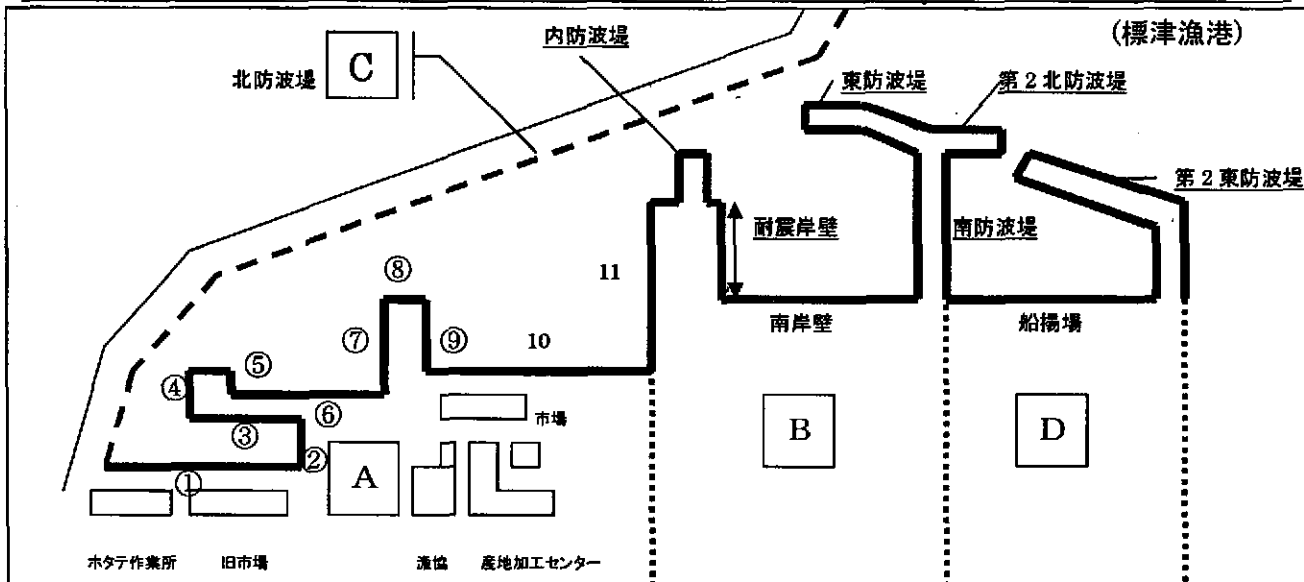 (標津漁港)
内防波堤
北防波堤 C
東防波堤
第2北防波堤
第2東防波堤
耐震岸壁
南防波堤
11
⑧
南岸壁
船揚場
⑦
⑨
10
⑤
④
⑥
市場
③
B
D
②
A
①
ホタテ作業所
旧市場
漁協
産地加工センター